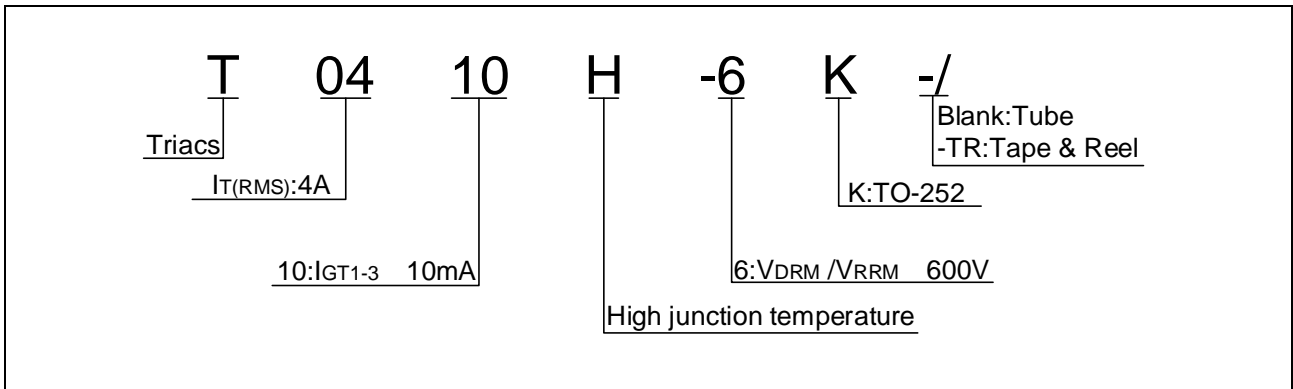 T 04 10 H -6 K -/
Blank:Tube
Triacs
-TR:Tape & Reel
IT(RMS):4A
K:TO-252
10:IGT1-3 10mA
6:VDRM /VRRM 600V
High junction temperature